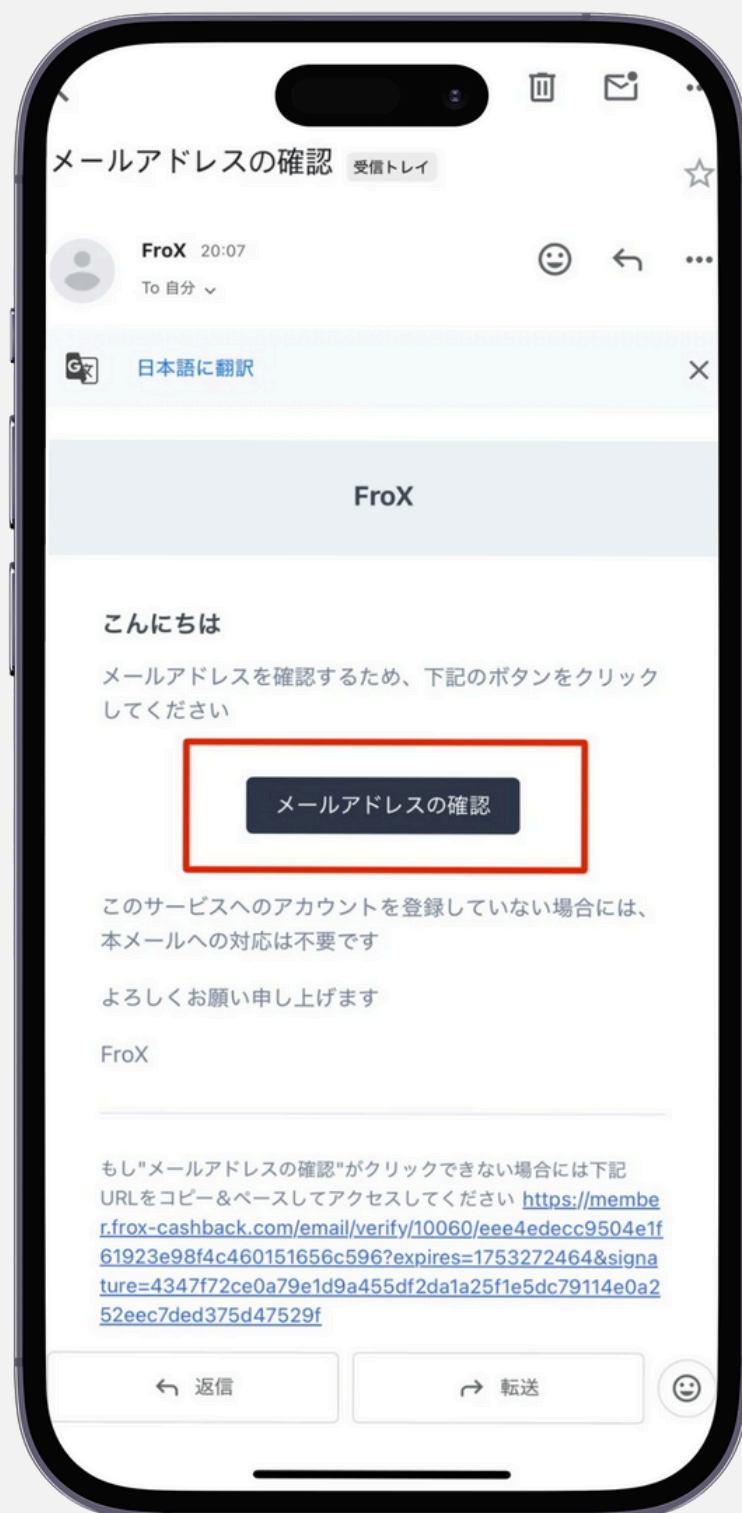 メールアドレスの確認 受信トレイ
FroX 20:07
To 自分
日本語に翻訳
FroX
こんにちは
メールアドレスを確認するため、下記のボタンをクリック
してください
メールアドレスの確認
このサービスへのアカウントを登録していない場合には、
本メールへの対応は不要です
よろしくお願い申し上げます
FroX
もし"メールアドレスの確認"がクリックできない場合には下記
URLをコピー&ペースしてアクセスしてください https://membe
r.frox-cashback.com/email/verify/10060/eee4edecc9504e1f
61923e98f4c460151656c596?expires=1753272464&signa
ture=4347f72ce0a79e1d9a455df2da1a25f1e5dc79114e0a2
52eec7ded375d47529f
返信
転送